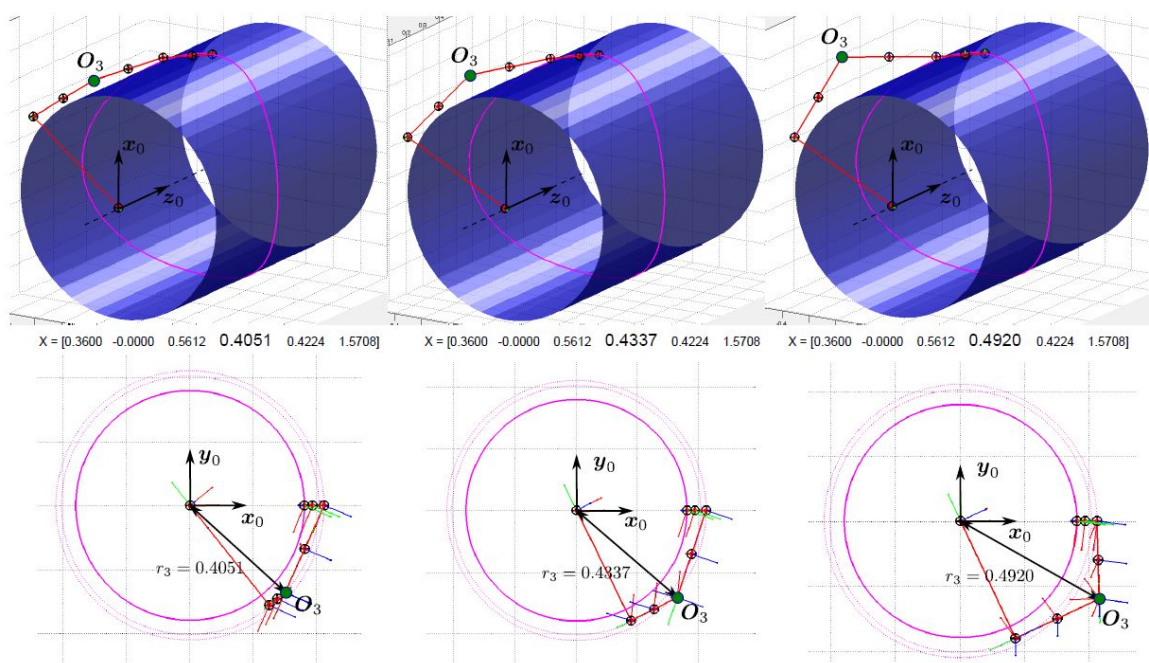 O₃ O₃ O₃
x₀ x₀ x₀
z₀ z₀ z₀
X = [0.3600 -0.0000 0.5612 0.4051 0.4224 1.5708]
X = [0.3600 -0.0000 0.5612 0.4337 0.4224 1.5708]
X = [0.3600 -0.0000 0.5612 0.4920 0.4224 1.5708]
y₀ y₀ y₀
x₀ x₀ x₀
r₃ = 0.4051 r₃ = 0.4337 r₃ = 0.4920
O₃ O₃ O₃